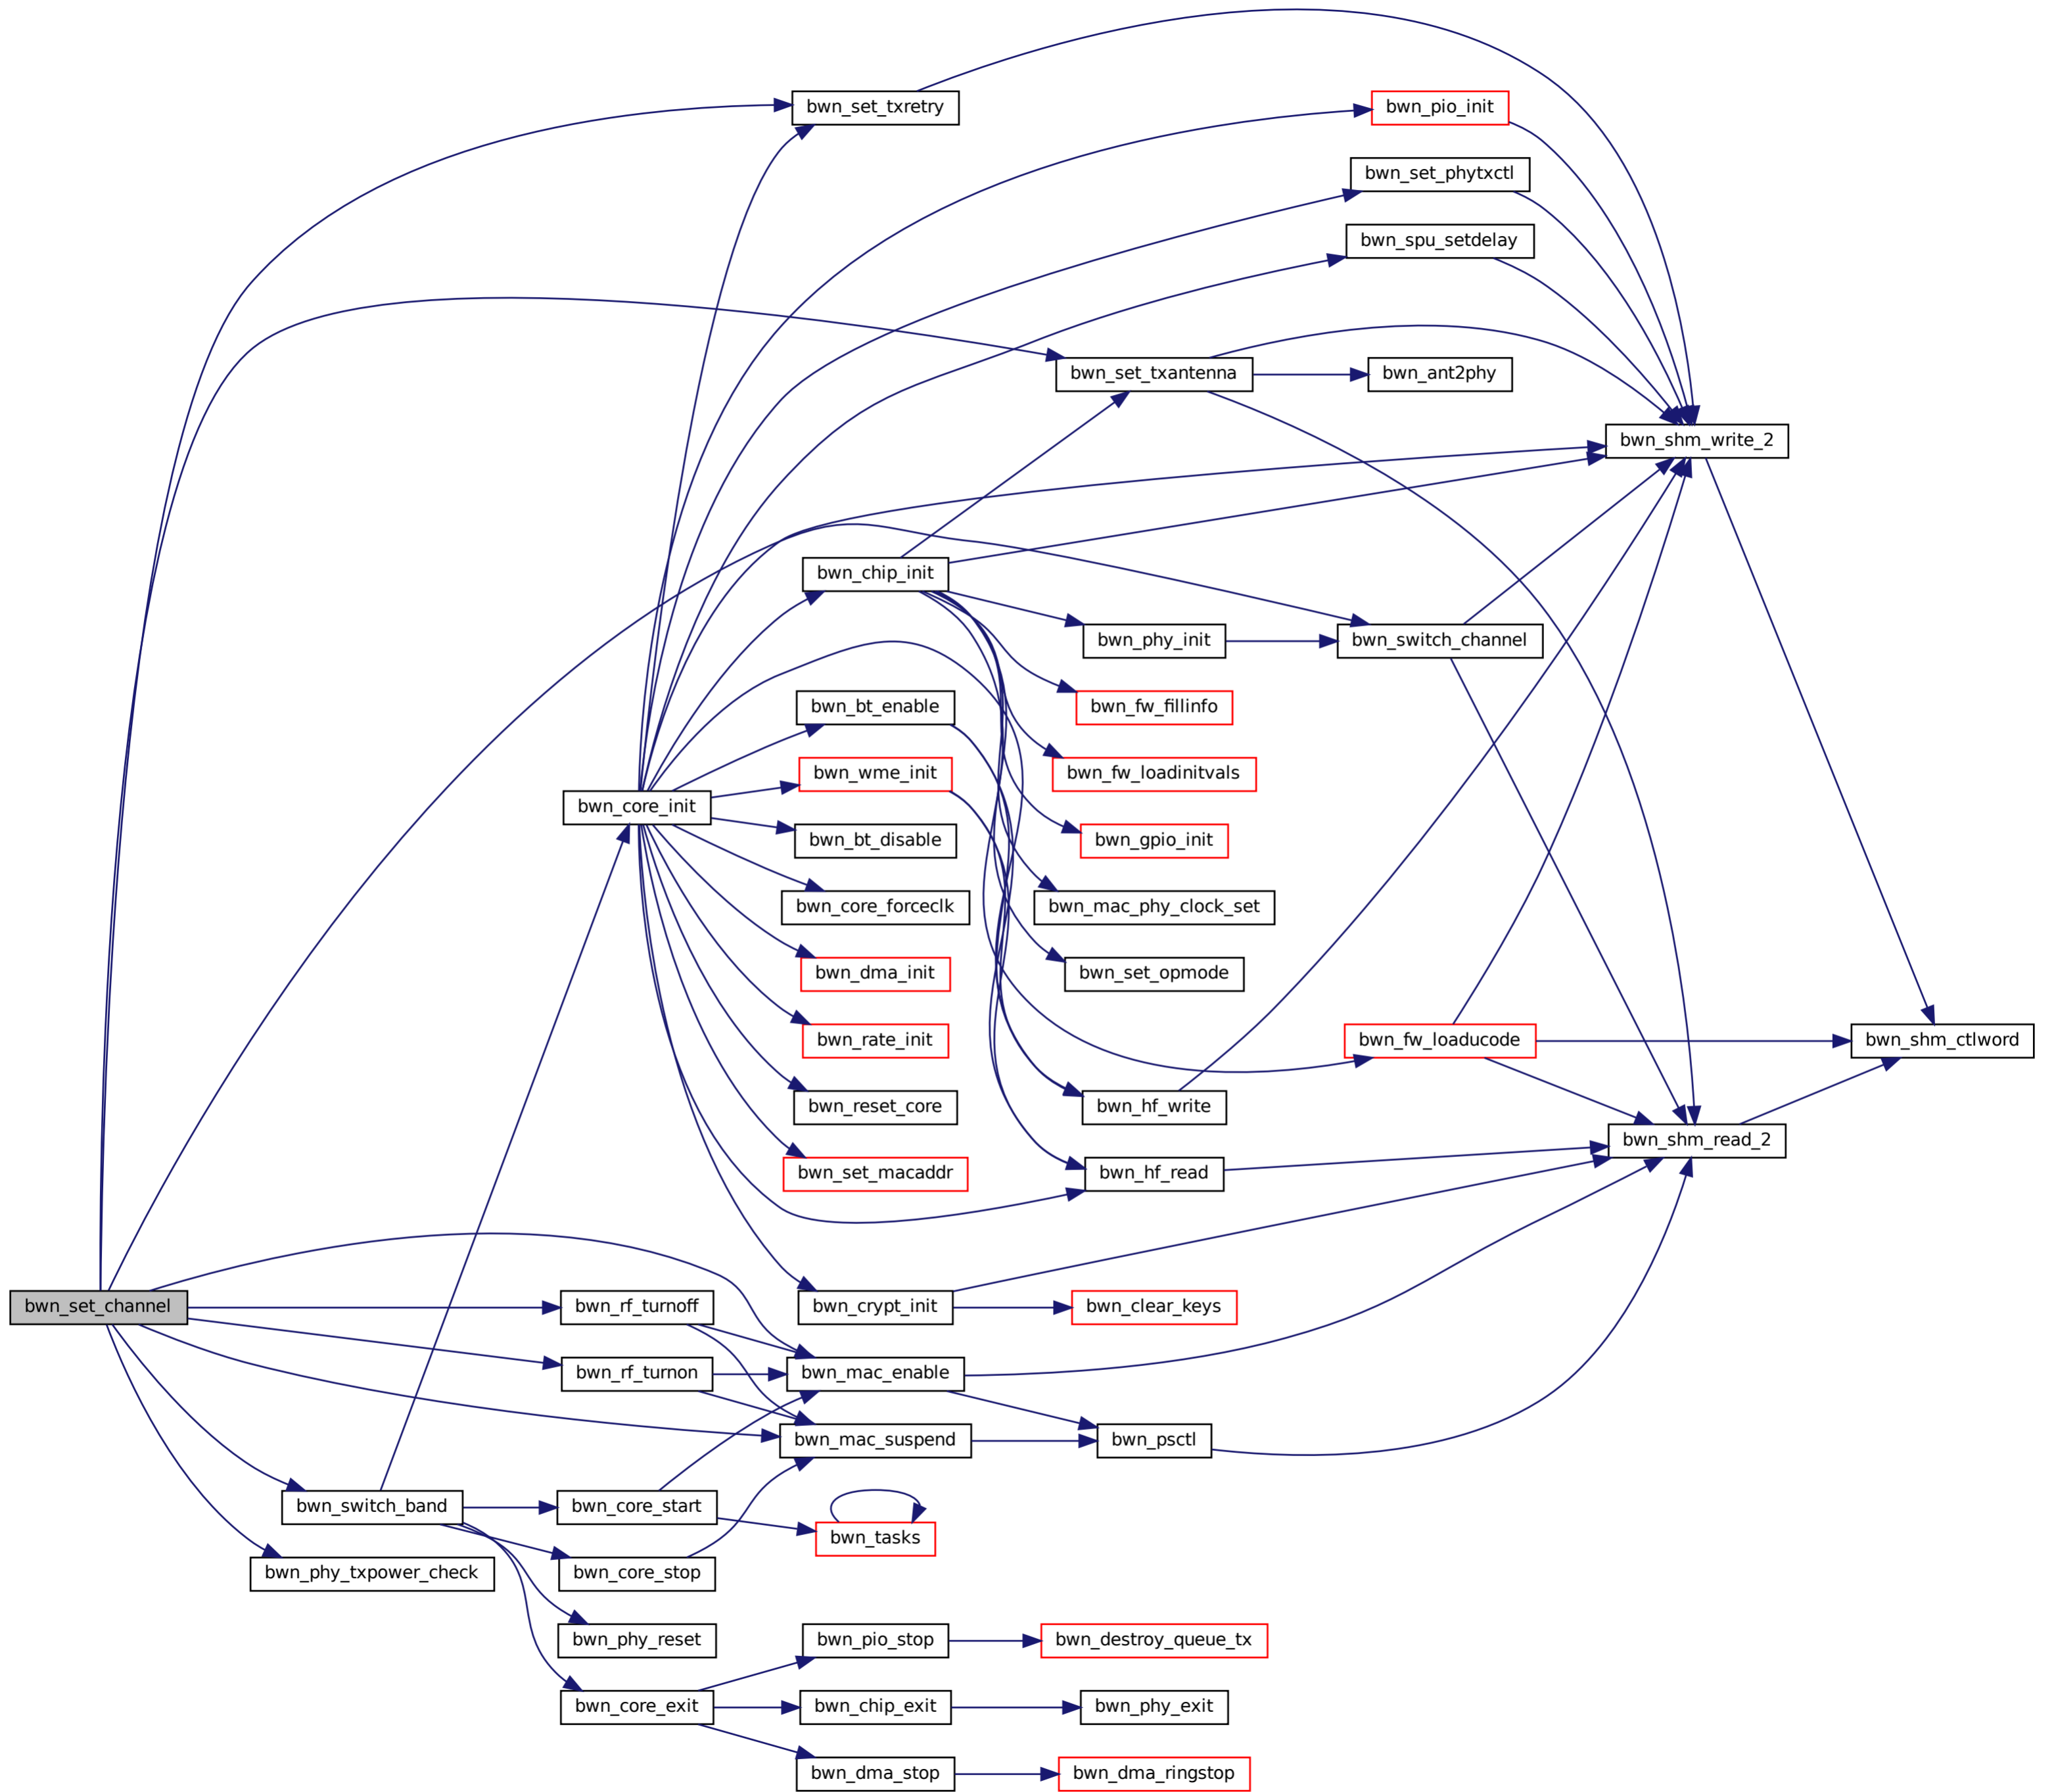 bwn_set_txretry
bwn_pio_init
bwn_set_phytxctl
bwn_spu_setdelay
bwn_set_txantenna
bwn_ant2phy
bwn_shm_write_2
bwn_chip_init
bwn_phy_init
bwn_switch_channel
bwn_bt_enable
bwn_fw_fillinfo
bwn_wme_init
bwn_fw_loadinitvals
bwn_core_init
bwn_bt_disable
bwn_gpio_init
bwn_core_forceclk
bwn_mac_phy_clock_set
bwn_dma_init
bwn_set_opmode
bwn_rate_init
bwn_fw_loaducode
bwn_shm_ctlword
bwn_reset_core
bwn_hf_write
bwn_shm_read_2
bwn_set_macaddr
bwn_hf_read
bwn_set_channel
bwn_rf_turnoff
bwn_crypt_init
bwn_clear_keys
bwn_rf_turnon
bwn_mac_enable
bwn_mac_suspend
bwn_psctl
bwn_switch_band
bwn_core_start
bwn_tasks
bwn_phy_txpower_check
bwn_core_stop
bwn_phy_reset
bwn_pio_stop
bwn_destroy_queue_tx
bwn_core_exit
bwn_chip_exit
bwn_phy_exit
bwn_dma_stop
bwn_dma_ringstop